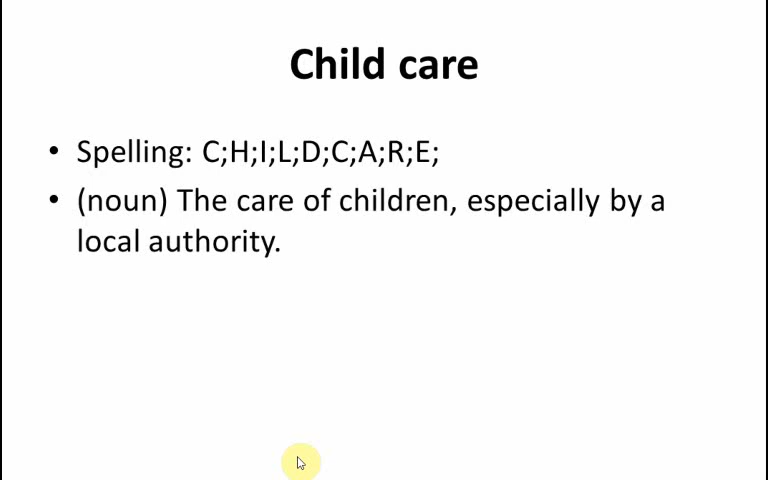 Child care
• Spelling: C;H;I;L;D;C;A;R;E;
• (noun) The care of children, especially by a
local authority.